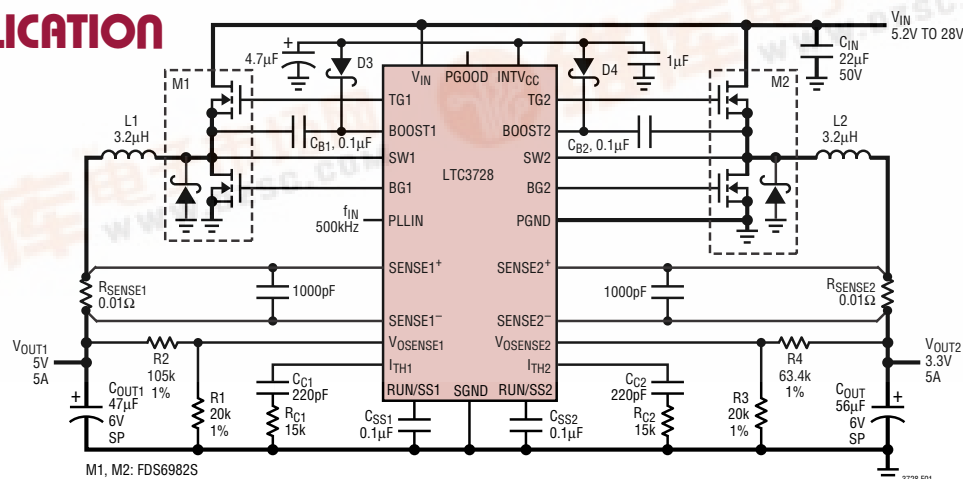 LICATION
VIN
5.2V TO 28V
CIN
22µF
50V
4.7µF
D3
D4
1µF
M1
M2
VIN
PGOOD
INTVCC
TG1
TG2
L1
3.2µH
L2
3.2µH
BOOST1
BOOST2
CB1, 0.1µF
CB2, 0.1µF
SW1
SW2
LTC3728
BG1
BG2
fIN
500kHz
PLLIN
PGND
SENSE1+
SENSE2+
RSENSE1
0.01Ω
1000pF
1000pF
RSENSE2
0.01Ω
SENSE1–
SENSE2–
VOSENSE1
VOSENSE2
VOUT1
5V
5A
R2
105k
1%
ITH1
ITH2
R4
63.4k
1%
VOUT2
3.3V
5A
COUT1
47µF
6V
SP
R1
20k
1%
CC1
220pF
RC1
15k
RUN/SS1
SGND
RUN/SS2
CSS1
0.1µF
CSS2
0.1µF
CC2
220pF
RC2
15k
R3
20k
1%
COUT
56µF
6V
SP
M1, M2: FDS6982S
3728 F01